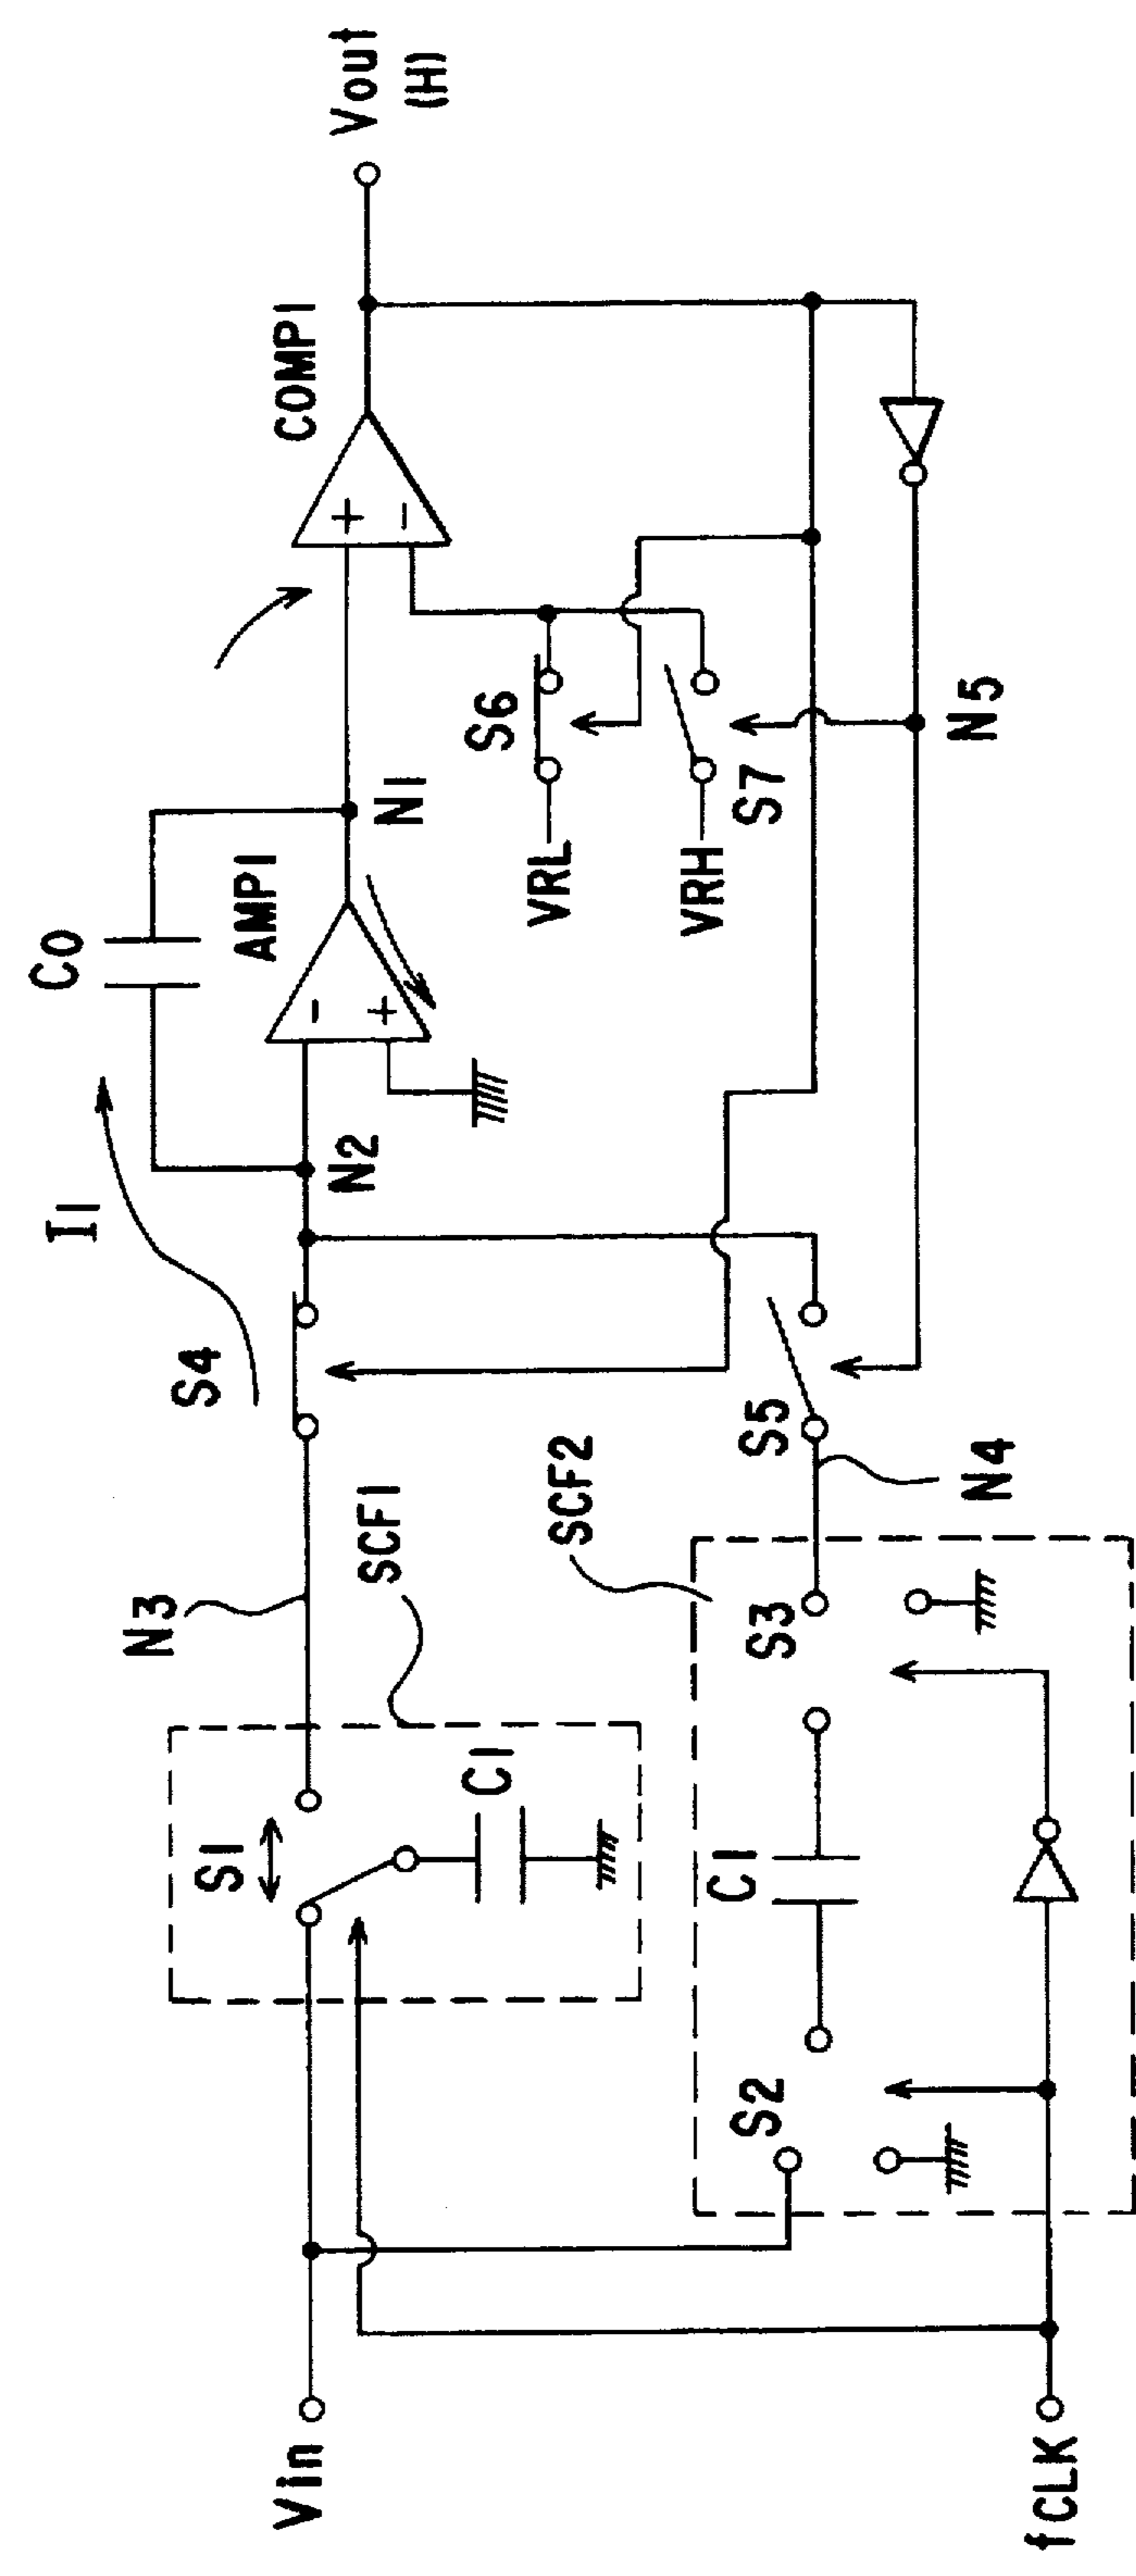 Vin
fCLK
S1
C1
SCF1
N3
S2
C1
S3
SCF2
N4
S4
S5
I1
N2
C0
AMP1
-
+
N1
VRL
S6
VRH
S7
N5
COMP1
+
-
Vout
(H)